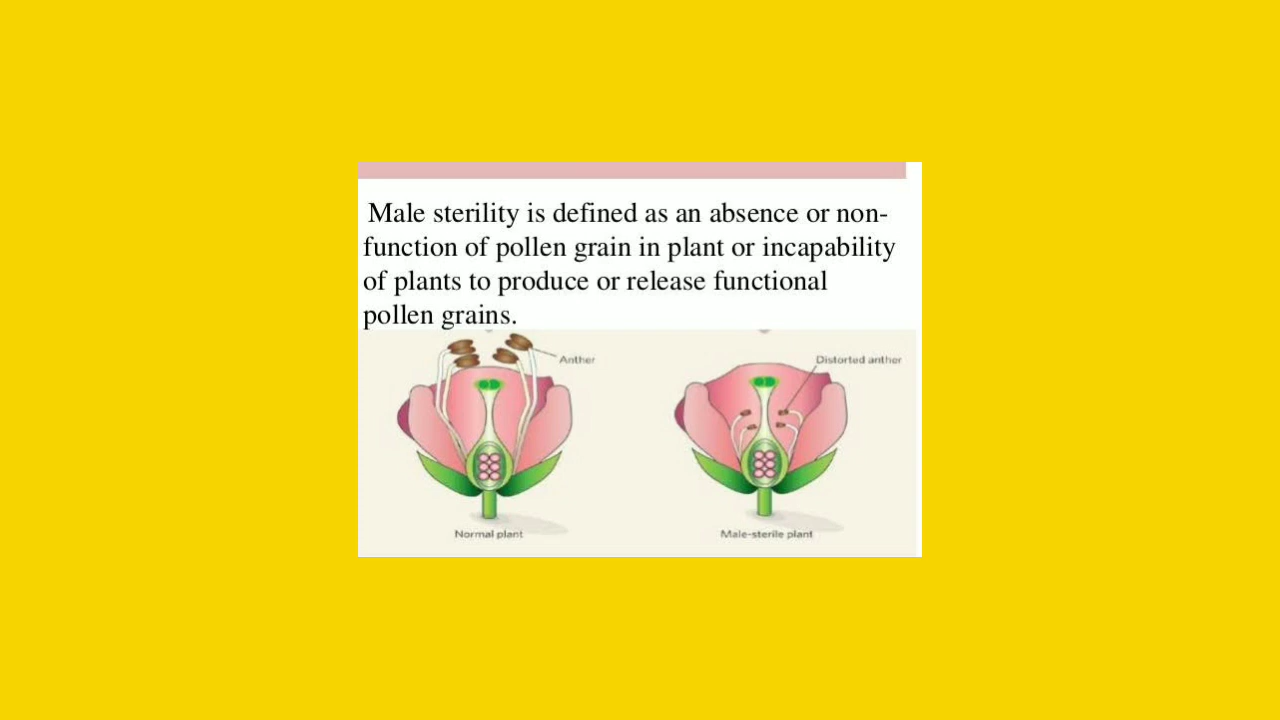 Male sterility is defined as an absence or non-
function of pollen grain in plant or incapability
of plants to produce or release functional
pollen grains.
Anther
Distorted anther
Normal plant
Male-sterile plant